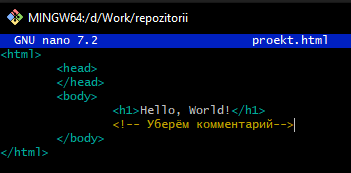 MINGW64:/d/Work/repozitorii
GNU nano 7.2 proekt.html
<html>
<head>
</head>
<body>
<h1>Hello, World!</h1>
<!-- Уберём комментарий-->
</body>
</html>